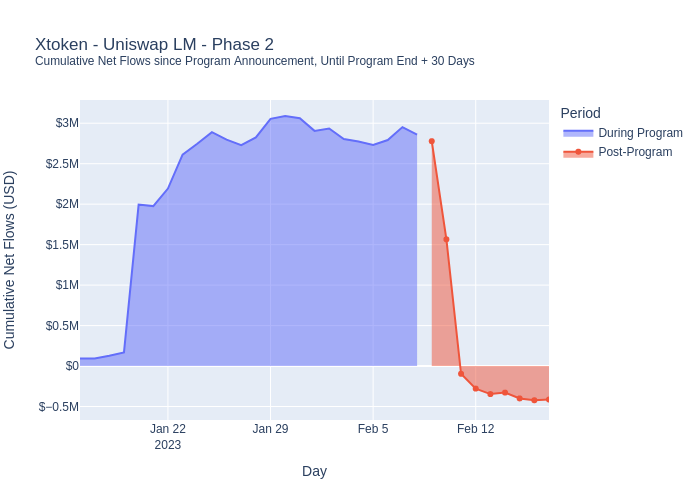 Xtoken - Uniswap LM - Phase 2
Cumulative Net Flows since Program Announcement, Until Program End + 30 Days
Period
During Program
Post-Program
Cumulative Net Flows (USD)
$3M
$2.5M
$2M
$1.5M
$1M
$0.5M
$0
$−0.5M
Jan 22
2023
Jan 29
Feb 5
Feb 12
Day